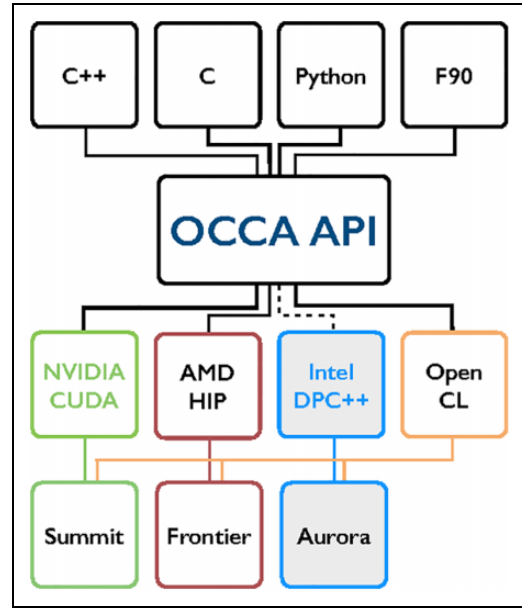 C++
C
Python
F90
OCCA API
NVIDIA
CUDA
AMD
HIP
Intel
DPC++
Open
CL
Summit
Frontier
Aurora